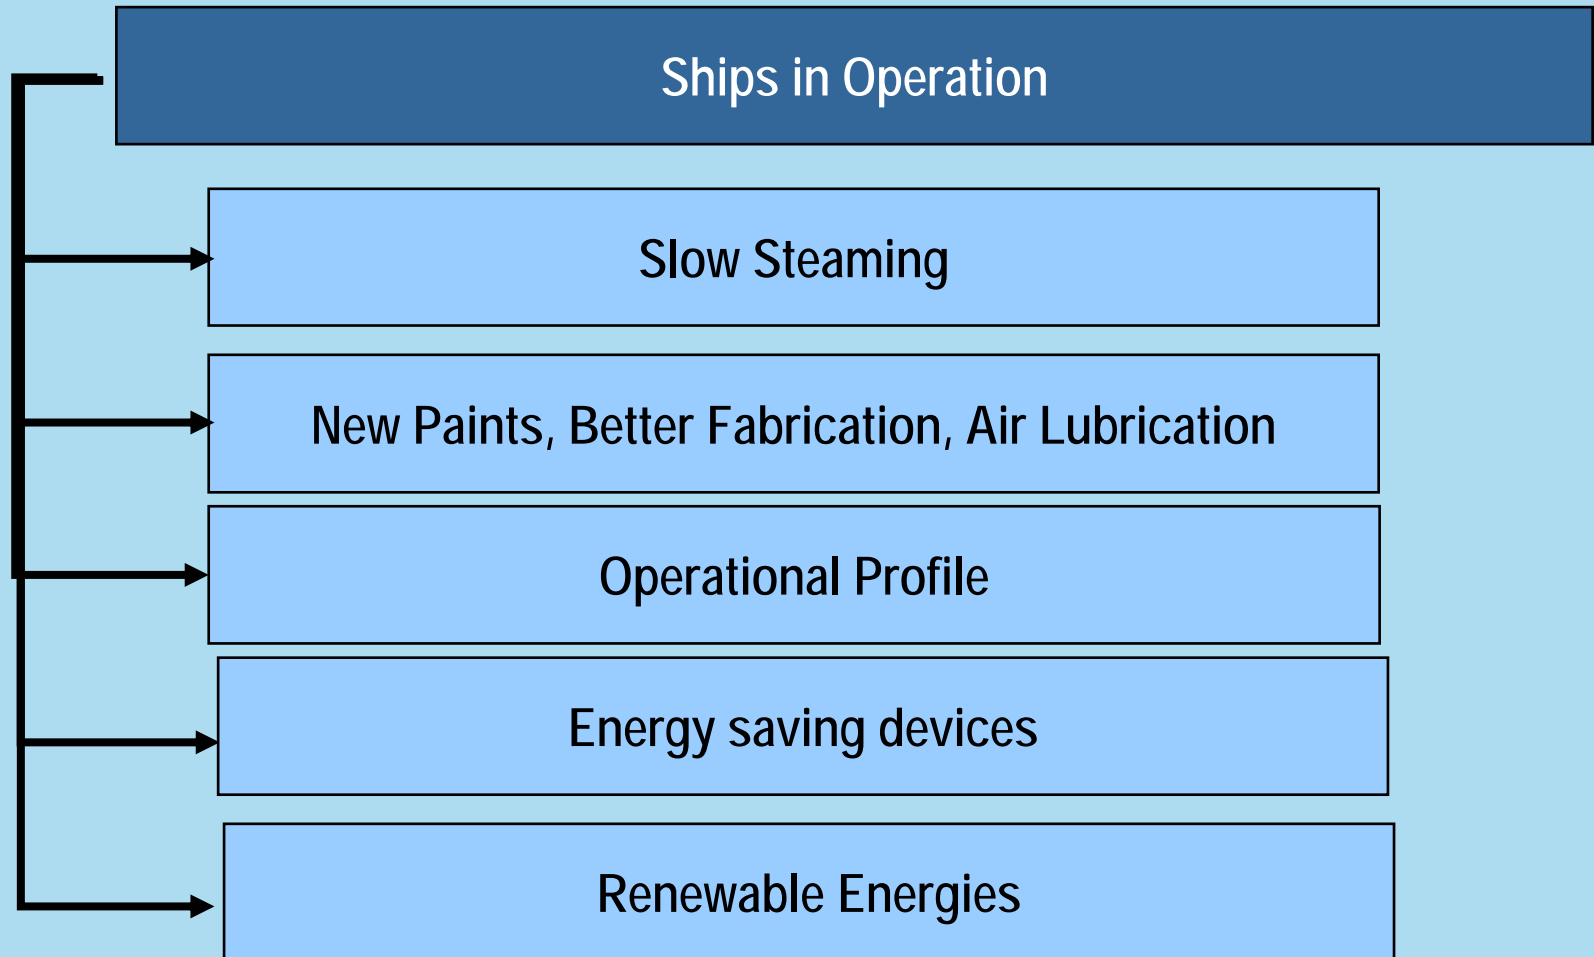 Ships in Operation
Slow Steaming
New Paints, Better Fabrication, Air Lubrication
Operational Profile
Energy saving devices
Renewable Energies